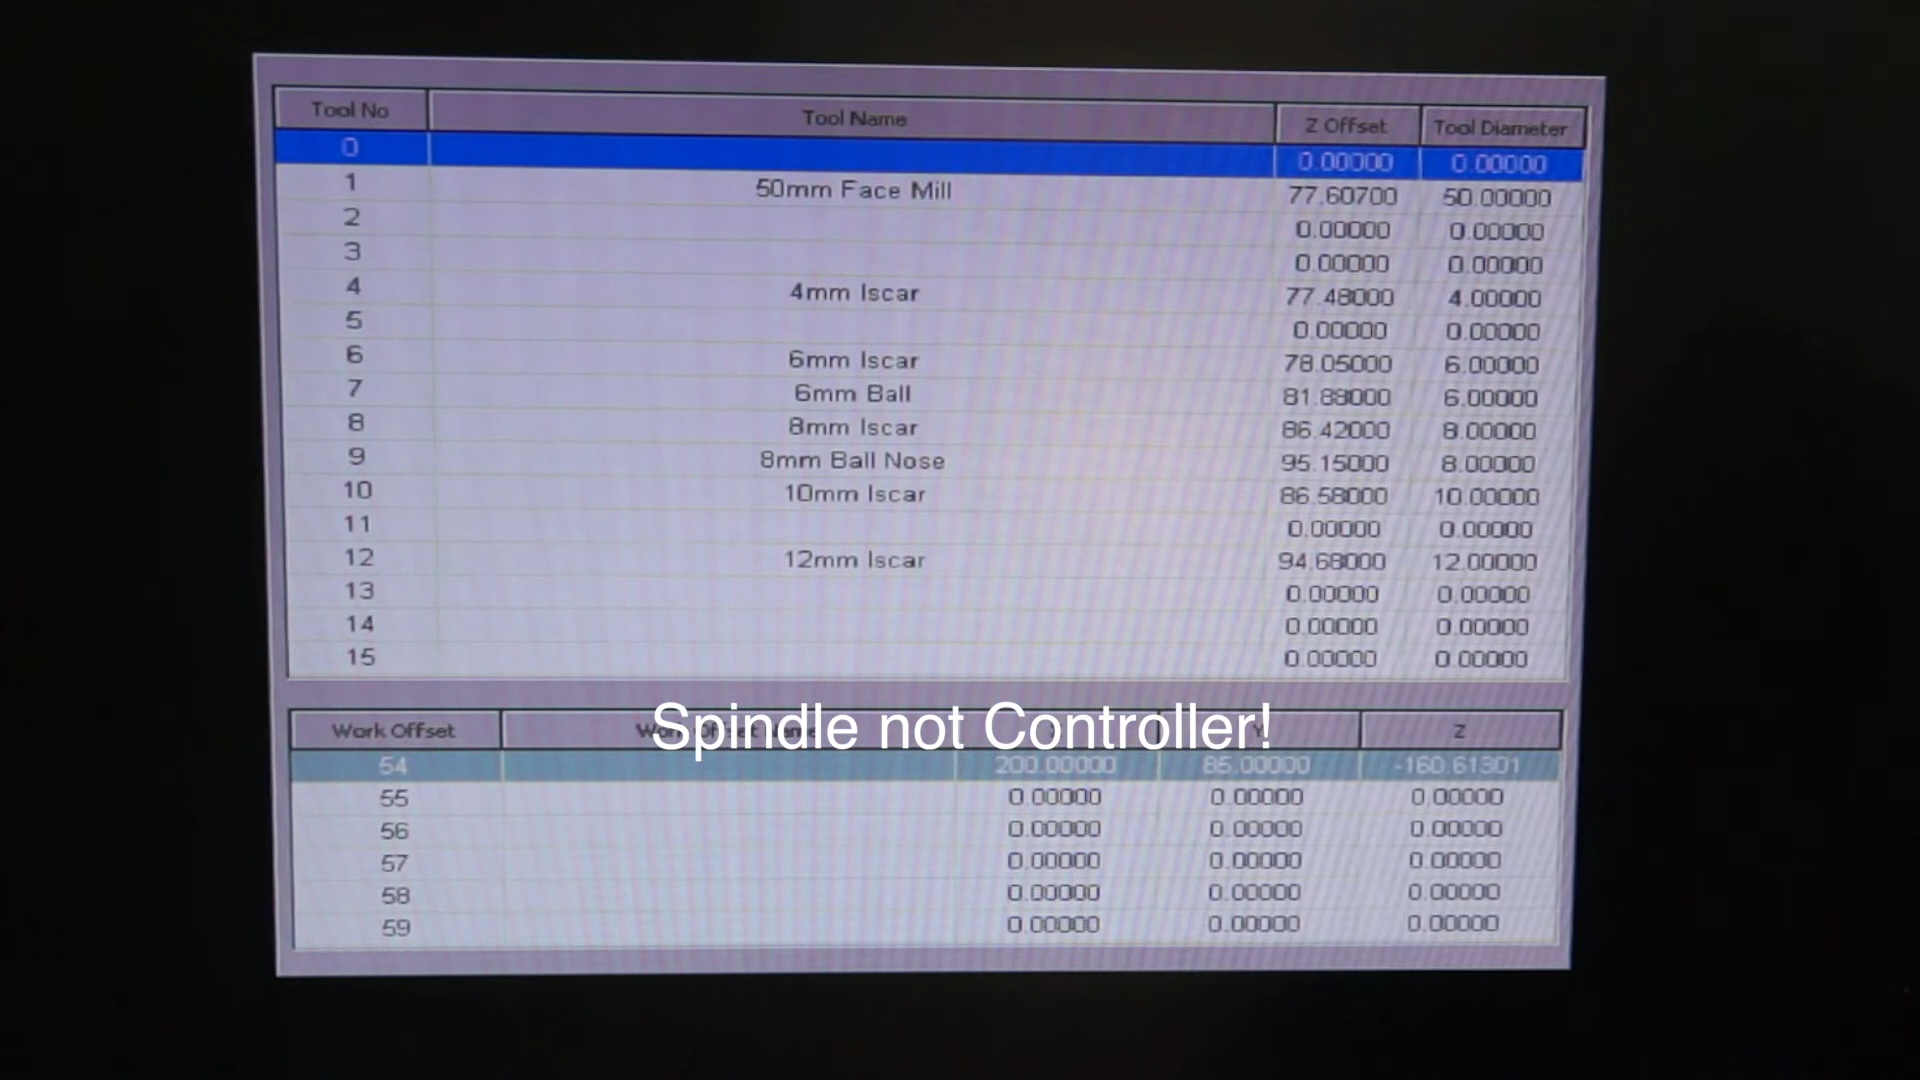 Tool No Tool Name Z Offset Tool Diameter
0 0.00000 0.00000
1 50mm Face Mill 77.60700 50.00000
2 0.00000 0.00000
3 0.00000 0.00000
4 4mm Iscar 77.48000 4.00000
5 0.00000 0.00000
6 6mm Iscar 78.05000 6.00000
7 6mm Ball 81.88000 6.00000
8 8mm Iscar 86.42000 8.00000
9 8mm Ball Nose 95.15000 8.00000
10 10mm Iscar 86.58000 10.00000
11 0.00000 0.00000
12 12mm Iscar 94.68000 12.00000
13 0.00000 0.00000
14 0.00000 0.00000
15 0.00000 0.00000
Spindle not Controller!
Work Offset Work Offset Name Y Z
54 200.00000 85.00000 -160.61301
55 0.00000 0.00000 0.00000
56 0.00000 0.00000 0.00000
57 0.00000 0.00000 0.00000
58 0.00000 0.00000 0.00000
59 0.00000 0.00000 0.00000